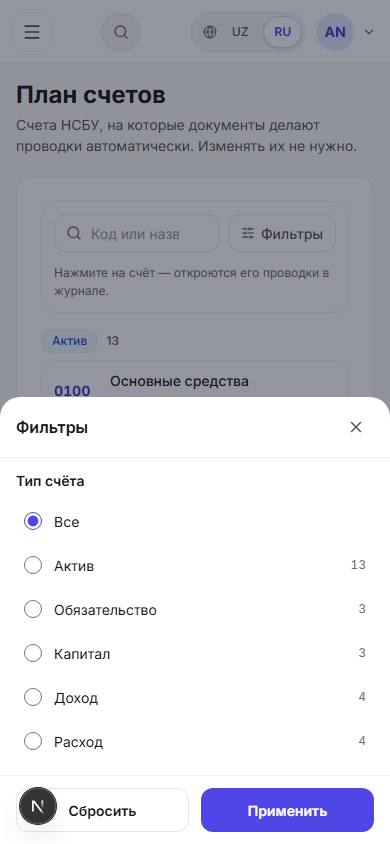 UZ
RU
AN
План счетов
Счета НСБУ, на которые документы делают
проводки автоматически. Изменять их не нужно.
Код или назв
Фильтры
Нажмите на счёт — откроются его проводки в
журнале.
Актив 13
0100 Основные средства
Фильтры
Тип счёта
Все
Актив 13
Обязательство 3
Капитал 3
Доход 4
Расход 4
N
Сбросить
Применить